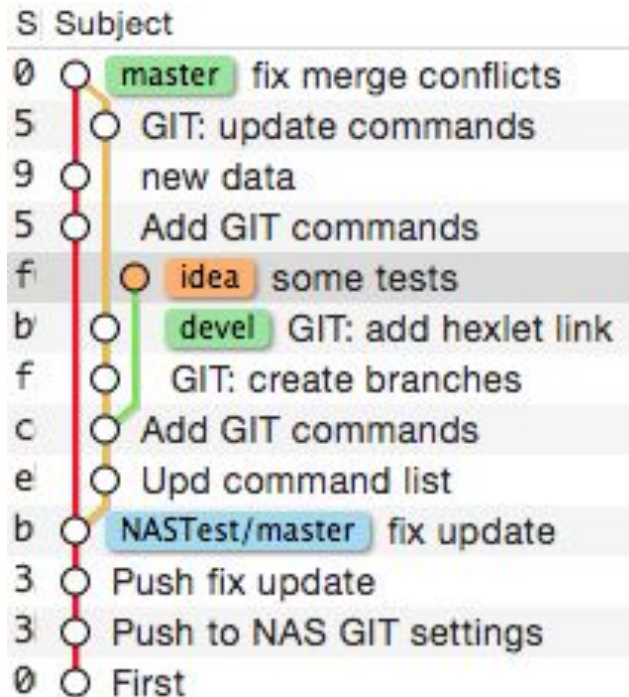 S Subject
0 master fix merge conflicts
5 GIT: update commands
9 new data
5 Add GIT commands
f idea some tests
b devel GIT: add hexlet link
f GIT: create branches
c Add GIT commands
e Upd command list
b NASTest/master fix update
3 Push fix update
3 Push to NAS GIT settings
0 First